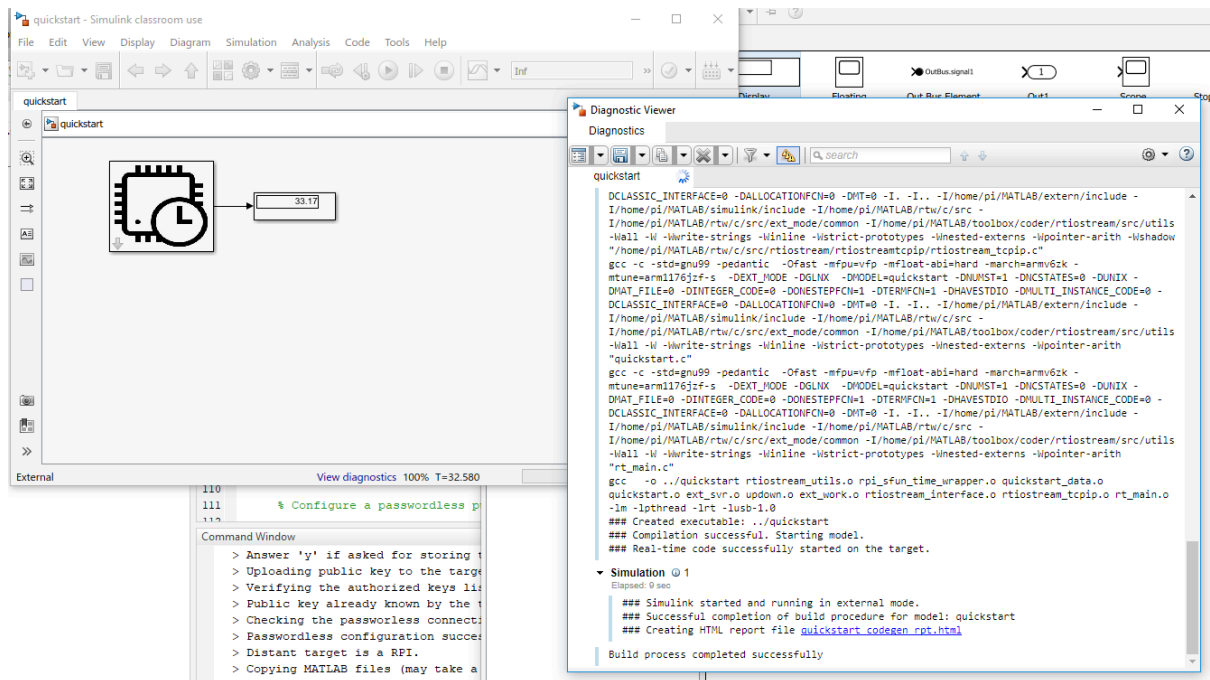 quickstart - Simulink classroom use
File Edit View Display Diagram Simulation Analysis Code Tools Help
Inf
»
quickstart
quickstart
33.17
»
External
View diagnostics 100% T=32.580
OutBus.signal1
1
Display
Floating
Out Bus Element
Out1
Scope
Diagnostic Viewer
Diagnostics
search
quickstart
DCLASSIC_INTERFACE=0 -DALLOCATIONFCN=0 -DMT=0 -I. -I.. -I/home/pi/MATLAB/extern/include -
I/home/pi/MATLAB/simulink/include -I/home/pi/MATLAB/rtw/c/src -
I/home/pi/MATLAB/rtw/c/src/ext_mode/common -I/home/pi/MATLAB/toolbox/coder/rtiostream/src/utils
-Wall -W -Wwrite-strings -Winline -Wstrict-prototypes -Wnested-externs -Wpointer-arith -Wshadow
"/home/pi/MATLAB/rtw/c/src/rtiostream/rtiostreamtcpip/rtiostream_tcpip.c"
gcc -c -std=gnu99 -pedantic -Ofast -mfpu=vfp -mfloat-abi=hard -march=armv6zk -
mtune=arm1176jzf-s -DEXT_MODE -DGLNX -DMODEL=quickstart -DNUMST=1 -DNCSTATES=0 -DUNIX -
DMAT_FILE=0 -DINTEGER_CODE=0 -DONESTEPFCN=1 -DTERMFCN=1 -DHAVESTDIO -DMULTI_INSTANCE_CODE=0 -
DCLASSIC_INTERFACE=0 -DALLOCATIONFCN=0 -DMT=0 -I. -I.. -I/home/pi/MATLAB/extern/include -
I/home/pi/MATLAB/simulink/include -I/home/pi/MATLAB/rtw/c/src -
I/home/pi/MATLAB/rtw/c/src/ext_mode/common -I/home/pi/MATLAB/toolbox/coder/rtiostream/src/utils
-Wall -W -Wwrite-strings -Winline -Wstrict-prototypes -Wnested-externs -Wpointer-arith
"quickstart.c"
gcc -c -std=gnu99 -pedantic -Ofast -mfpu=vfp -mfloat-abi=hard -march=armv6zk -
mtune=arm1176jzf-s -DEXT_MODE -DGLNX -DMODEL=quickstart -DNUMST=1 -DNCSTATES=0 -DUNIX -
DMAT_FILE=0 -DINTEGER_CODE=0 -DONESTEPFCN=1 -DTERMFCN=1 -DHAVESTDIO -DMULTI_INSTANCE_CODE=0 -
DCLASSIC_INTERFACE=0 -DALLOCATIONFCN=0 -DMT=0 -I. -I.. -I/home/pi/MATLAB/extern/include -
I/home/pi/MATLAB/simulink/include -I/home/pi/MATLAB/rtw/c/src -
I/home/pi/MATLAB/rtw/c/src/ext_mode/common -I/home/pi/MATLAB/toolbox/coder/rtiostream/src/utils
-Wall -W -Wwrite-strings -Winline -Wstrict-prototypes -Wnested-externs -Wpointer-arith
"rt_main.c"
gcc -o ../quickstart rtiostream_utils.o rpi_sfun_time_wrapper.o quickstart_data.o
quickstart.o ext_svr.o updown.o ext_work.o rtiostream_interface.o rtiostream_tcpip.o rt_main.o
-lm -lpthread -lrt -lusb-1.0
### Created executable: ../quickstart
### Compilation successful. Starting model.
### Real-time code successfully started on the target.
Simulation 1
Elapsed: 9 sec
### Simulink started and running in external mode.
### Successful completion of build procedure for model: quickstart
### Creating HTML report file quickstart_codegen_rpt.html
Build process completed successfully
110
111 % Configure a passwordless p
Command Window
> Answer 'y' if asked for storing
> Uploading public key to the targe
> Verifying the authorized keys lis
> Public key already known by the t
> Checking the passworless connecti
> Passwordless configuration succes
> Distant target is a RPI.
> Copying MATLAB files (may take a